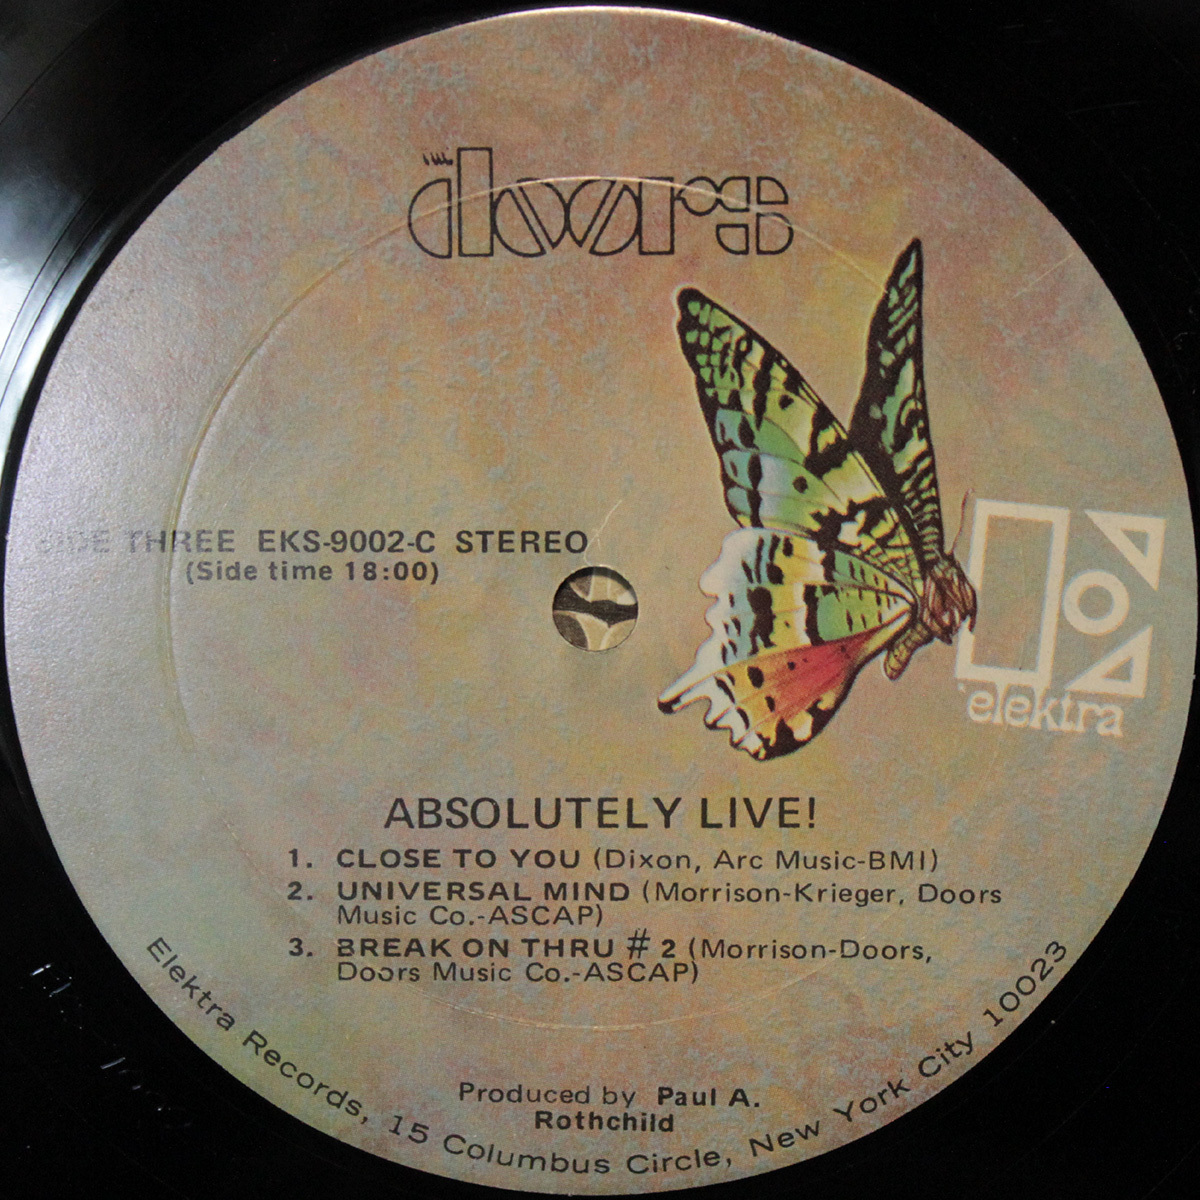 the
doors
SIDE THREE EKS-9002-C STEREO
(Side time 18:00)
elektra
ABSOLUTELY LIVE!
1. CLOSE TO YOU (Dixon, Arc Music-BMI)
2. UNIVERSAL MIND (Morrison-Krieger, Doors
Music Co.-ASCAP)
3. BREAK ON THRU # 2 (Morrison-Doors,
Doors Music Co.-ASCAP)
Produced by Paul A.
Rothchild
Elektra Records, 15 Columbus Circle, New York City 10023